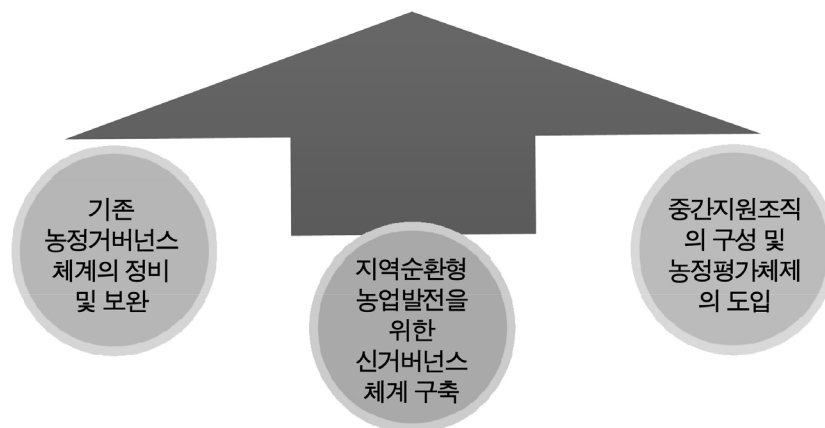 기존
농정거버넌스
체계의 정비
및 보완
지역순환형
농업발전을
위한
신거버넌스
체계 구축
중간지원조직
의 구성 및
농정평가체제
의 도입